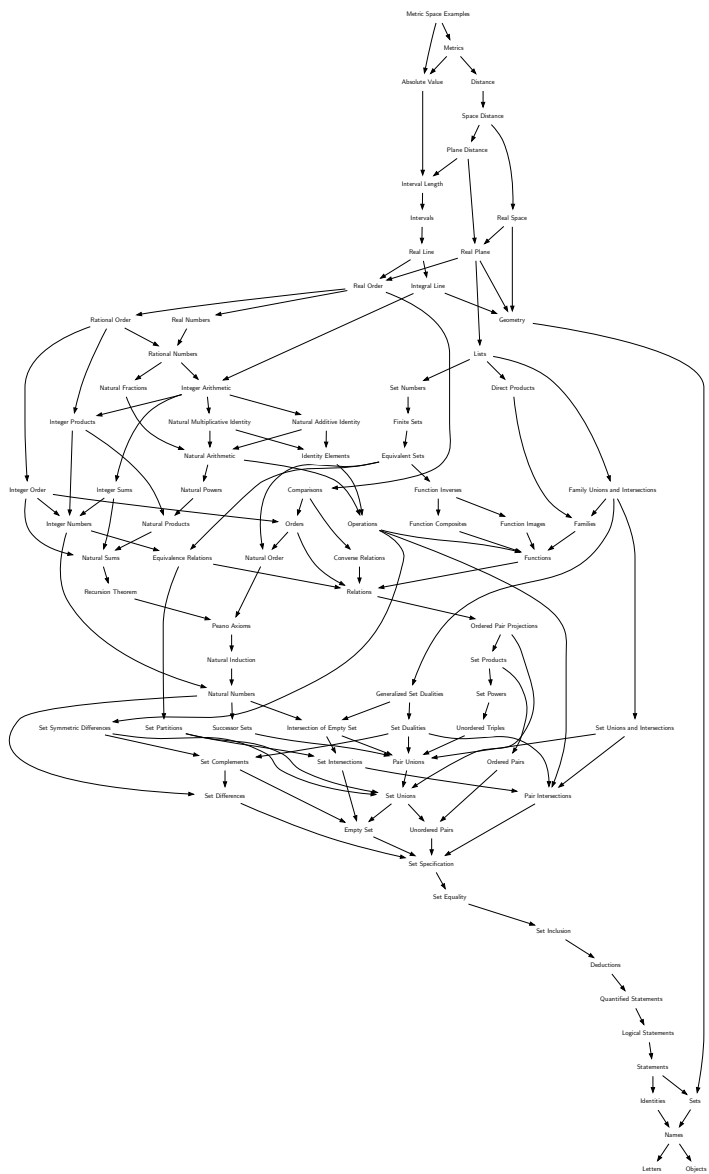 Metric Space Examples
Metrics
Absolute Value Distance
Space Distance
Plane Distance
Interval Length
Intervals Real Space
Real Line Real Plane
Real Order Integral Line
Rational Order Real Numbers Geometry
Rational Numbers Lists
Natural Fractions Integer Arithmetic Set Numbers Direct Products
Integer Products Natural Multiplicative Identity Natural Additive Identity Finite Sets
Natural Arithmetic Identity Elements Equivalent Sets
Integer Order Integer Sums Natural Powers Comparisons Function Inverses Family Unions and Intersections
Integer Numbers Natural Products Orders Operations Function Composites Function Images Families
Natural Sums Equivalence Relations Natural Order Converse Relations Functions
Recursion Theorem Relations
Peano Axioms Ordered Pair Projections
Natural Induction Set Products
Natural Numbers Generalized Set Dualities Set Powers
Set Symmetric Differences Set Partitions Successor Sets Intersection of Empty Set Set Dualities Unordered Triples Set Unions and Intersections
Set Complements Set Intersections Pair Unions Ordered Pairs
Set Differences Set Unions Pair Intersections
Empty Set Unordered Pairs
Set Specification
Set Equality
Set Inclusion
Deductions
Quantified Statements
Logical Statements
Statements
Identities Sets
Names
Letters Objects